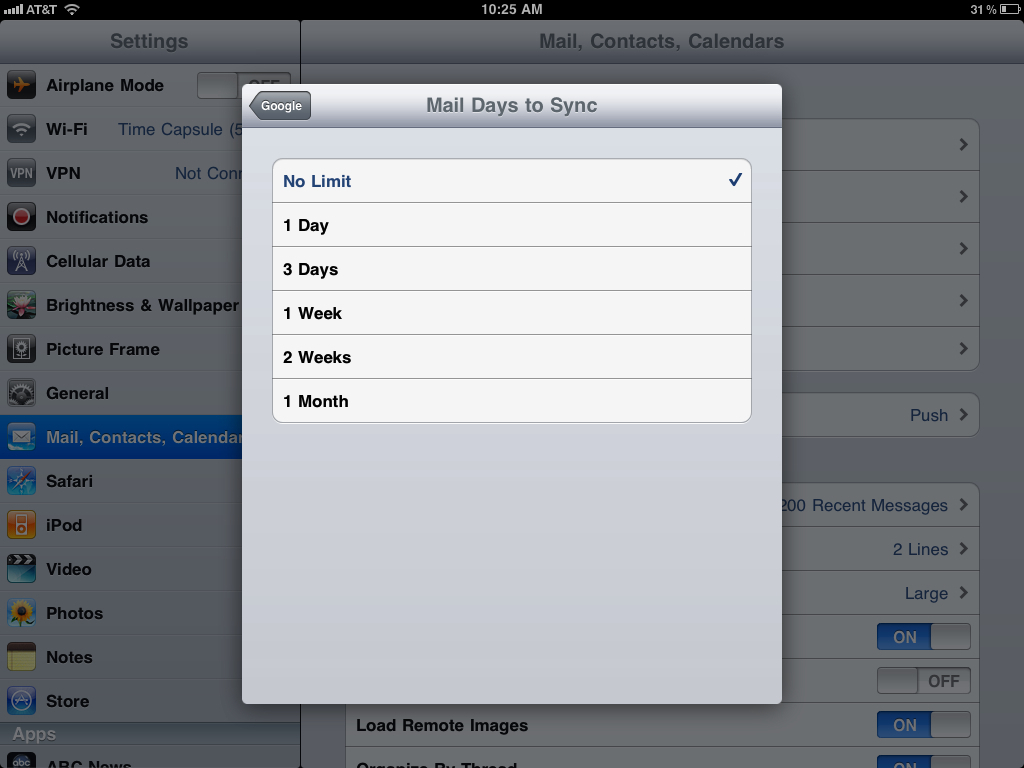 AT&T 10:25 AM 31%
Settings
Mail, Contacts, Calendars
Airplane Mode OFF
Wi-Fi Time Capsule (5
VPN VPN Not Conn
Notifications
Cellular Data
Brightness & Wallpaper
Picture Frame
General
Mail, Contacts, Calendar
Safari
iPod
Video
Photos
Notes
Store
Apps
abc ABC News
Google
Mail Days to Sync
No Limit
1 Day
3 Days
1 Week
2 Weeks
1 Month
Push
200 Recent Messages
2 Lines
Large
ON
OFF
Load Remote Images ON
Organize By Thread ON